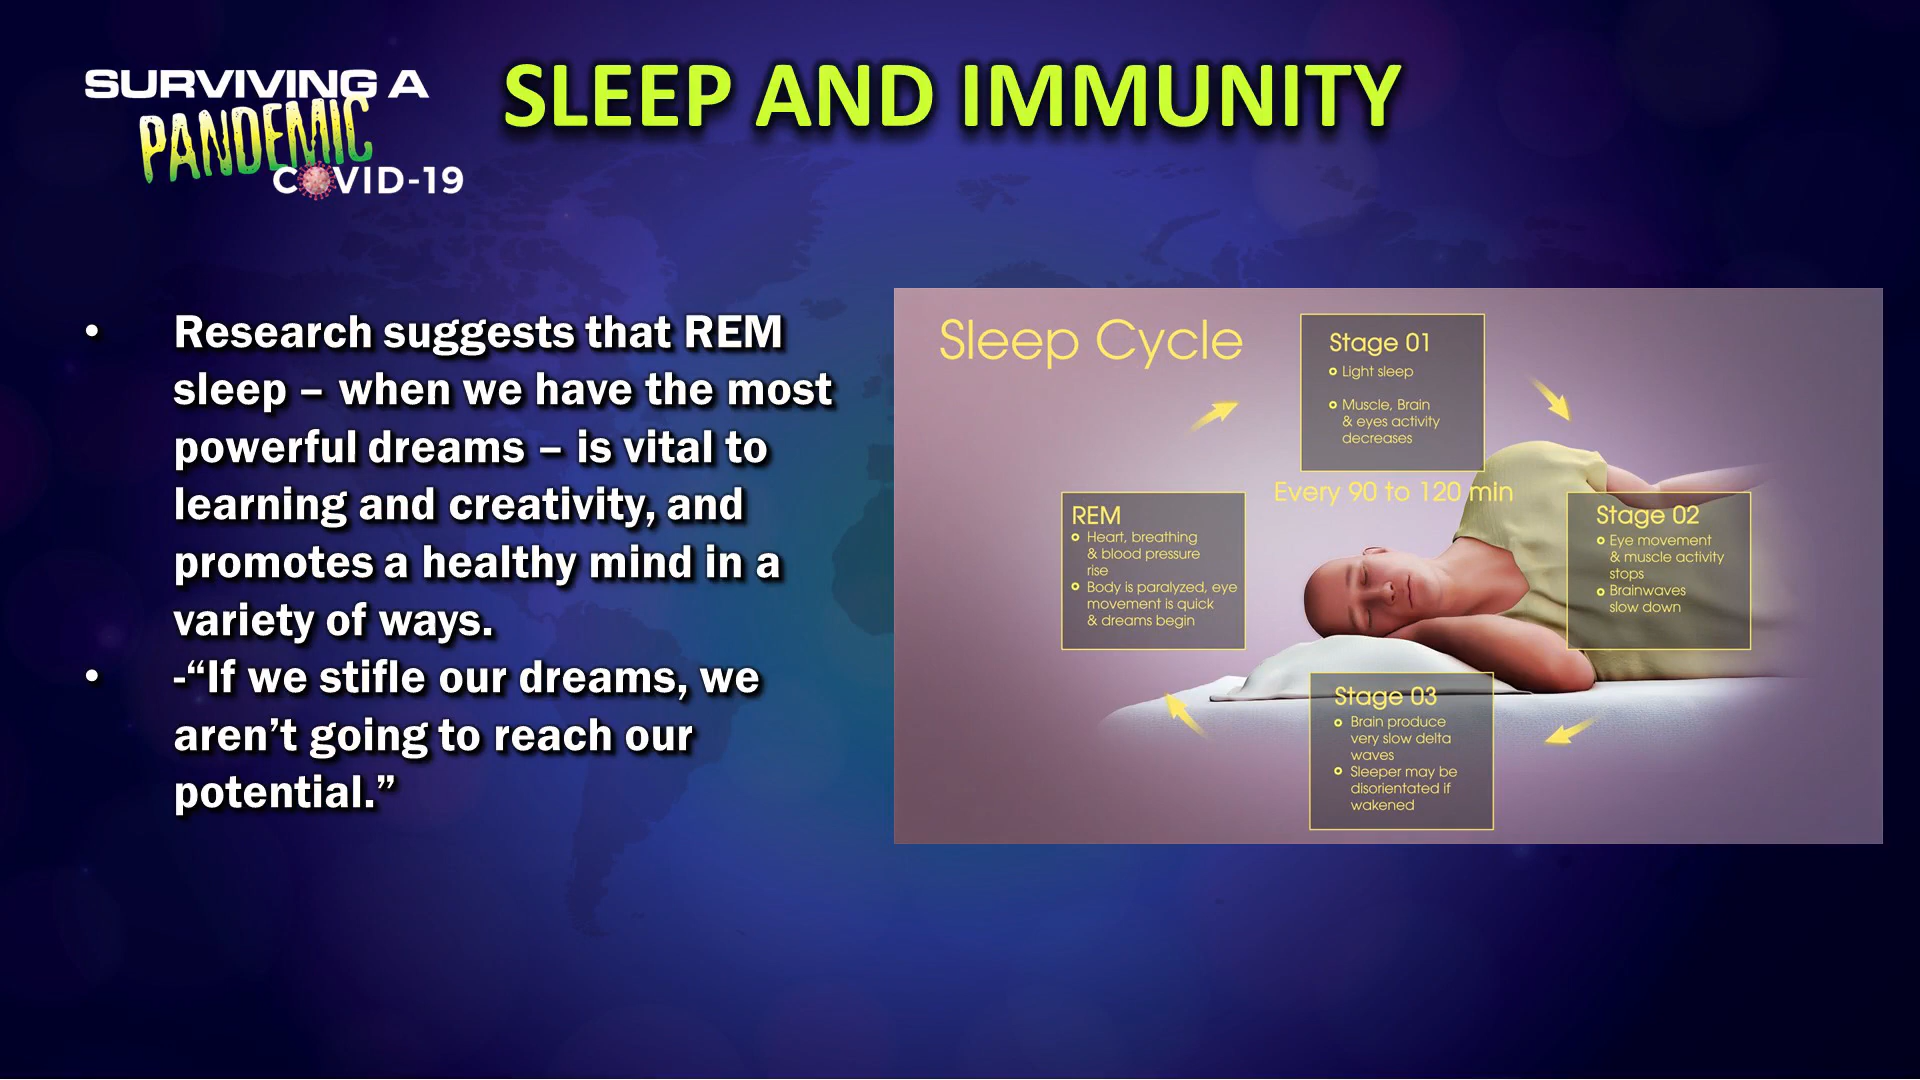 SURVIVING A
PANDEMIC
COVID-19
SLEEP AND IMMUNITY
• Research suggests that REM
sleep – when we have the most
powerful dreams – is vital to
learning and creativity, and
promotes a healthy mind in a
variety of ways.
• -“If we stifle our dreams, we
aren’t going to reach our
potential.”
Sleep Cycle
Stage 01
Light sleep
Muscle, Brain
& eyes activity
decreases
Every 90 to 120 min
REM
Heart, breathing
& blood pressure
rise
Body is paralyzed, eye
movement is quick
& dreams begin
Stage 02
Eye movement
& muscle activity
stops
Brainwaves
slow down
Stage 03
Brain produce
very slow delta
waves
Sleeper may be
disorientated if
wakened